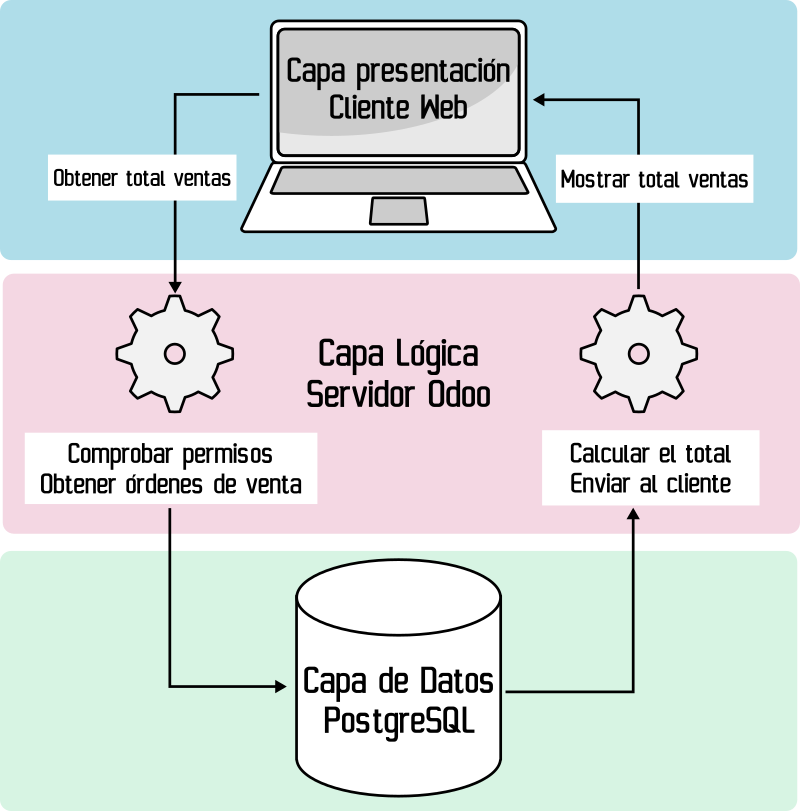 Capa presentación
Cliente Web
Obtener total ventas
Mostrar total ventas
Capa Lógica
Servidor Odoo
Comprobar permisos
Obtener órdenes de venta
Calcular el total
Enviar al cliente
Capa de Datos
PostgreSQL